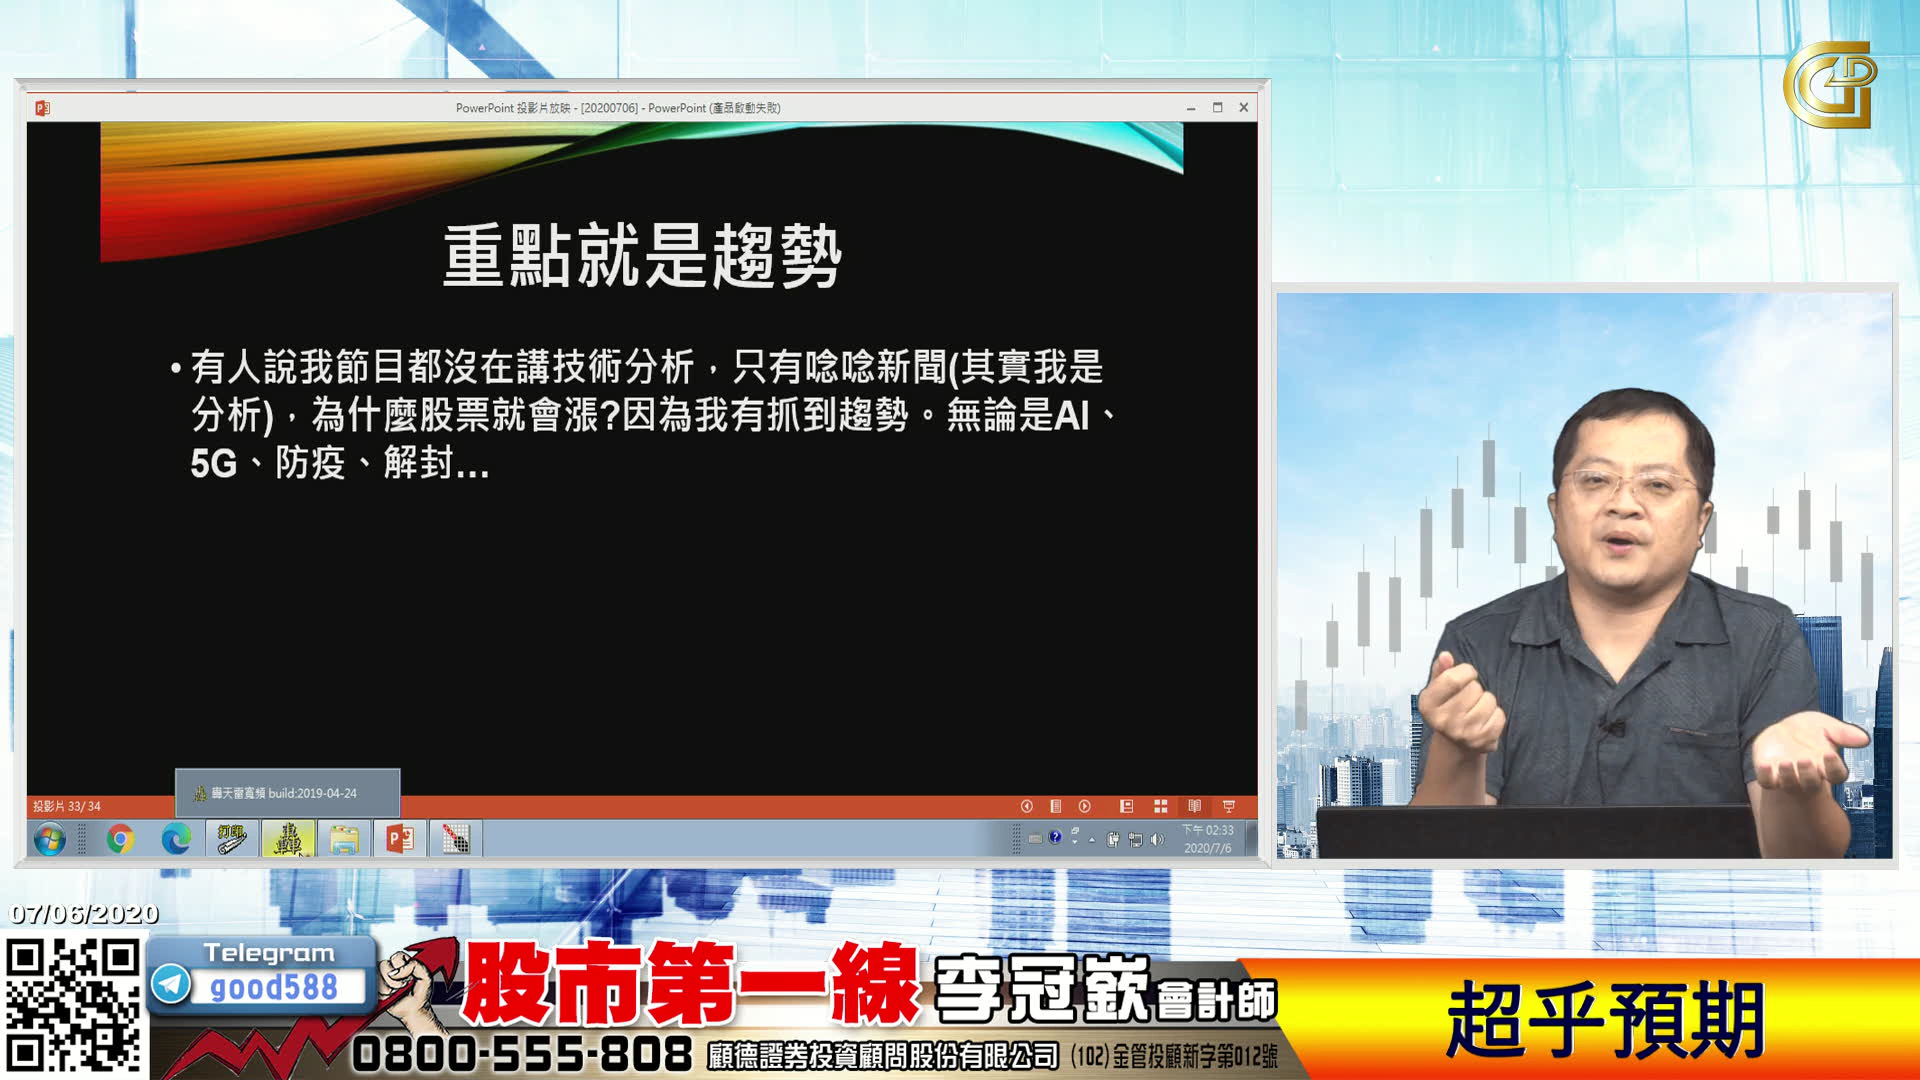 PowerPoint 投影片放映 - [20200706] - PowerPoint (產品啟動失敗)
重點就是趨勢
• 有人說我節目都沒在講技術分析，只有唸唸新聞(其實我是
分析)，為什麼股票就會漲?因為我有抓到趨勢。無論是AI、
5G、防疫、解封...
轟天雷寬頻 build:2019-04-24
投影片 33/34
下午 02:33
2020/7/6
07/06/2020
Telegram
good588
股市第一線 李冠嶔 會計師
0800-555-808 顧德證券投資顧問股份有限公司 (102)金管投顧新字第012號
超乎預期